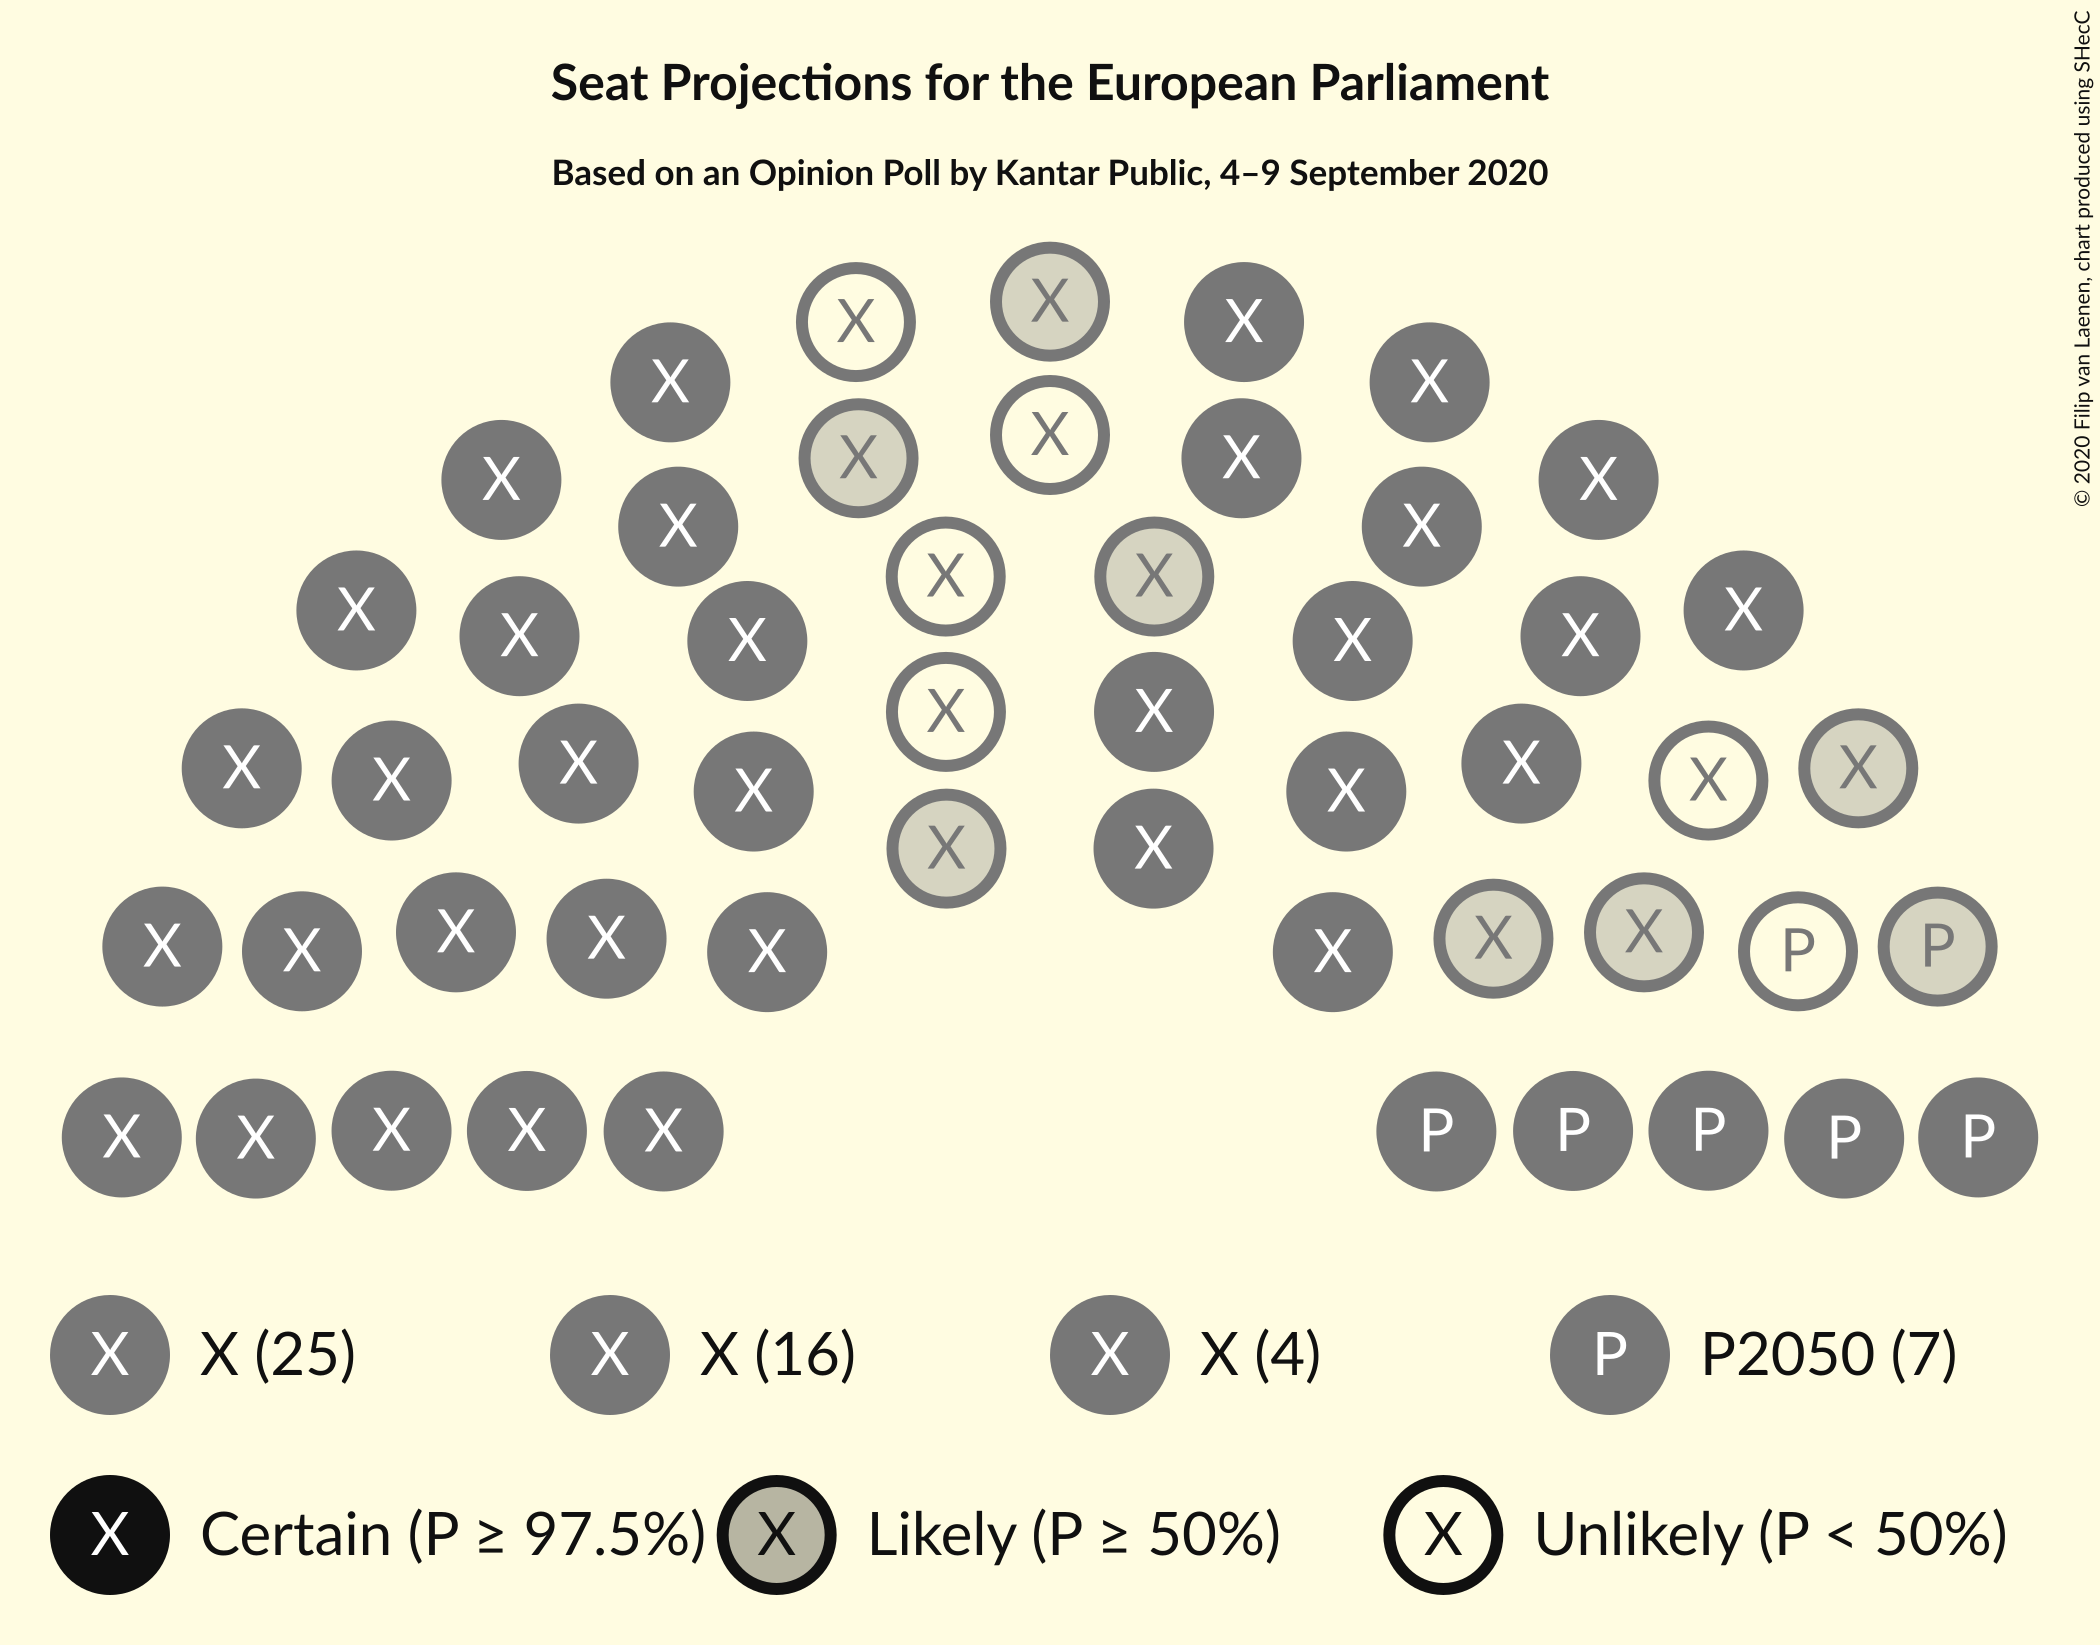 Seat Projections for the European Parliament
Based on an Opinion Poll by Kantar Public, 4–9 September 2020
© 2020 Filip van Laenen, chart produced using SHecC
X X X X X
X X X X
X X
X X X X
X X X X
X X
X X X X
X X X X
X X X X
X X
X X X X P P
X X X X
X X X X X P P P P P
X X (25) X X (16) X X (4) P P2050 (7)
X Certain (P ≥ 97.5%) X Likely (P ≥ 50%) X Unlikely (P < 50%)